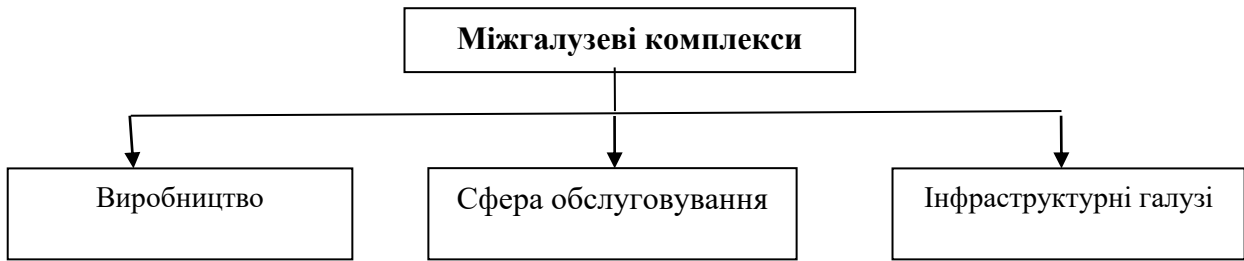 Міжгалузеві комплекси
Виробництво
Сфера обслуговування
Інфраструктурні галузі